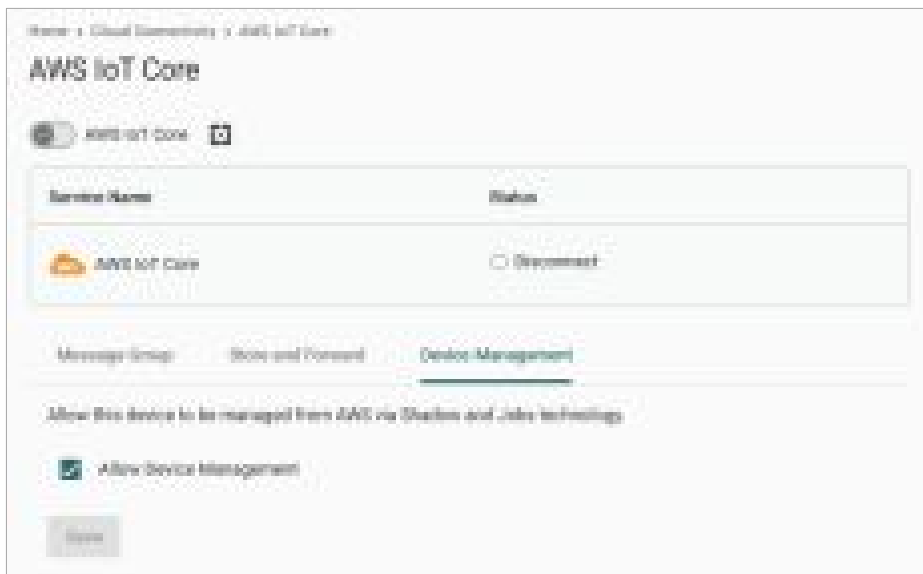 Home > Cloud Connectivity > AWS IoT Core
AWS IoT Core
AWS IoT Core
Service Name Status
AWS IoT Core Disconnect
Message Group Store and Forward Device Management
Allow this device to be managed from AWS via Shadow and Jobs technology
Allow Device Management
Save